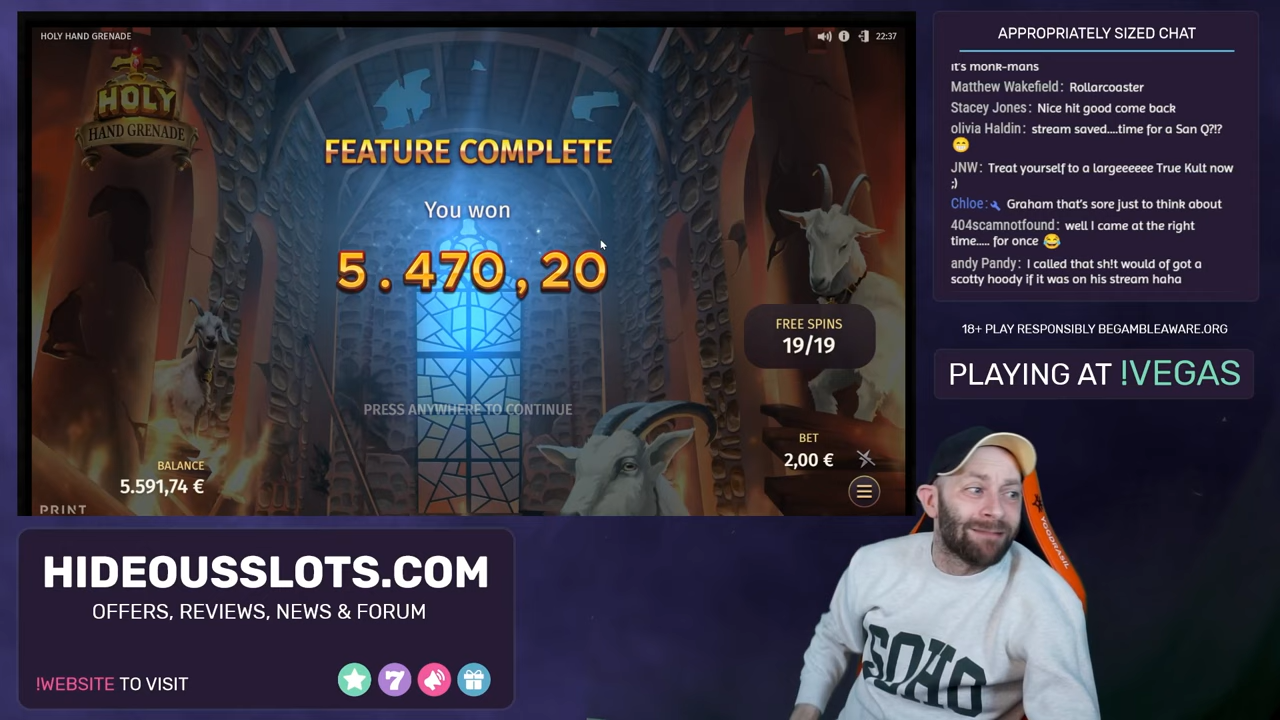 HOLY HAND GRENADE
22:37
HOLY
HAND GRENADE
FEATURE COMPLETE
You won
5.470,20
FREE SPINS
19/19
PRESS ANYWHERE TO CONTINUE
BALANCE
5.591,74 €
BET
2,00 €
PRINT
APPROPRIATELY SIZED CHAT
it's monk-mans
Matthew Wakefield: Rollarcoaster
Stacey Jones: Nice hit good come back
olivia Haldin: stream saved....time for a San Q?!?
😁
JNW: Treat yourself to a largeeeeee True Kult now
;)
Chloe: Graham that's sore just to think about
404scamnotfound: well I came at the right
time..... for once 😂
andy Pandy: I called that sh!t would of got a
scotty hoody if it was on his stream haha
18+ PLAY RESPONSIBLY BEGAMBLEAWARE.ORG
PLAYING AT !VEGAS
HIDEOUSSLOTS.COM
OFFERS, REVIEWS, NEWS & FORUM
!WEBSITE TO VISIT
7
YGGDRASIL
SOHO